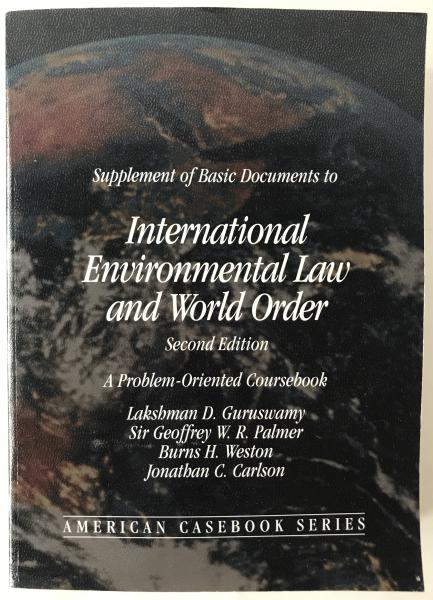 Supplement of Basic Documents to
International
Environmental Law
and World Order
Second Edition
A Problem-Oriented Coursebook
Lakshman D. Guruswamy
Sir Geoffrey W. R. Palmer
Burns H. Weston
Jonathan C. Carlson
AMERICAN CASEBOOK SERIES